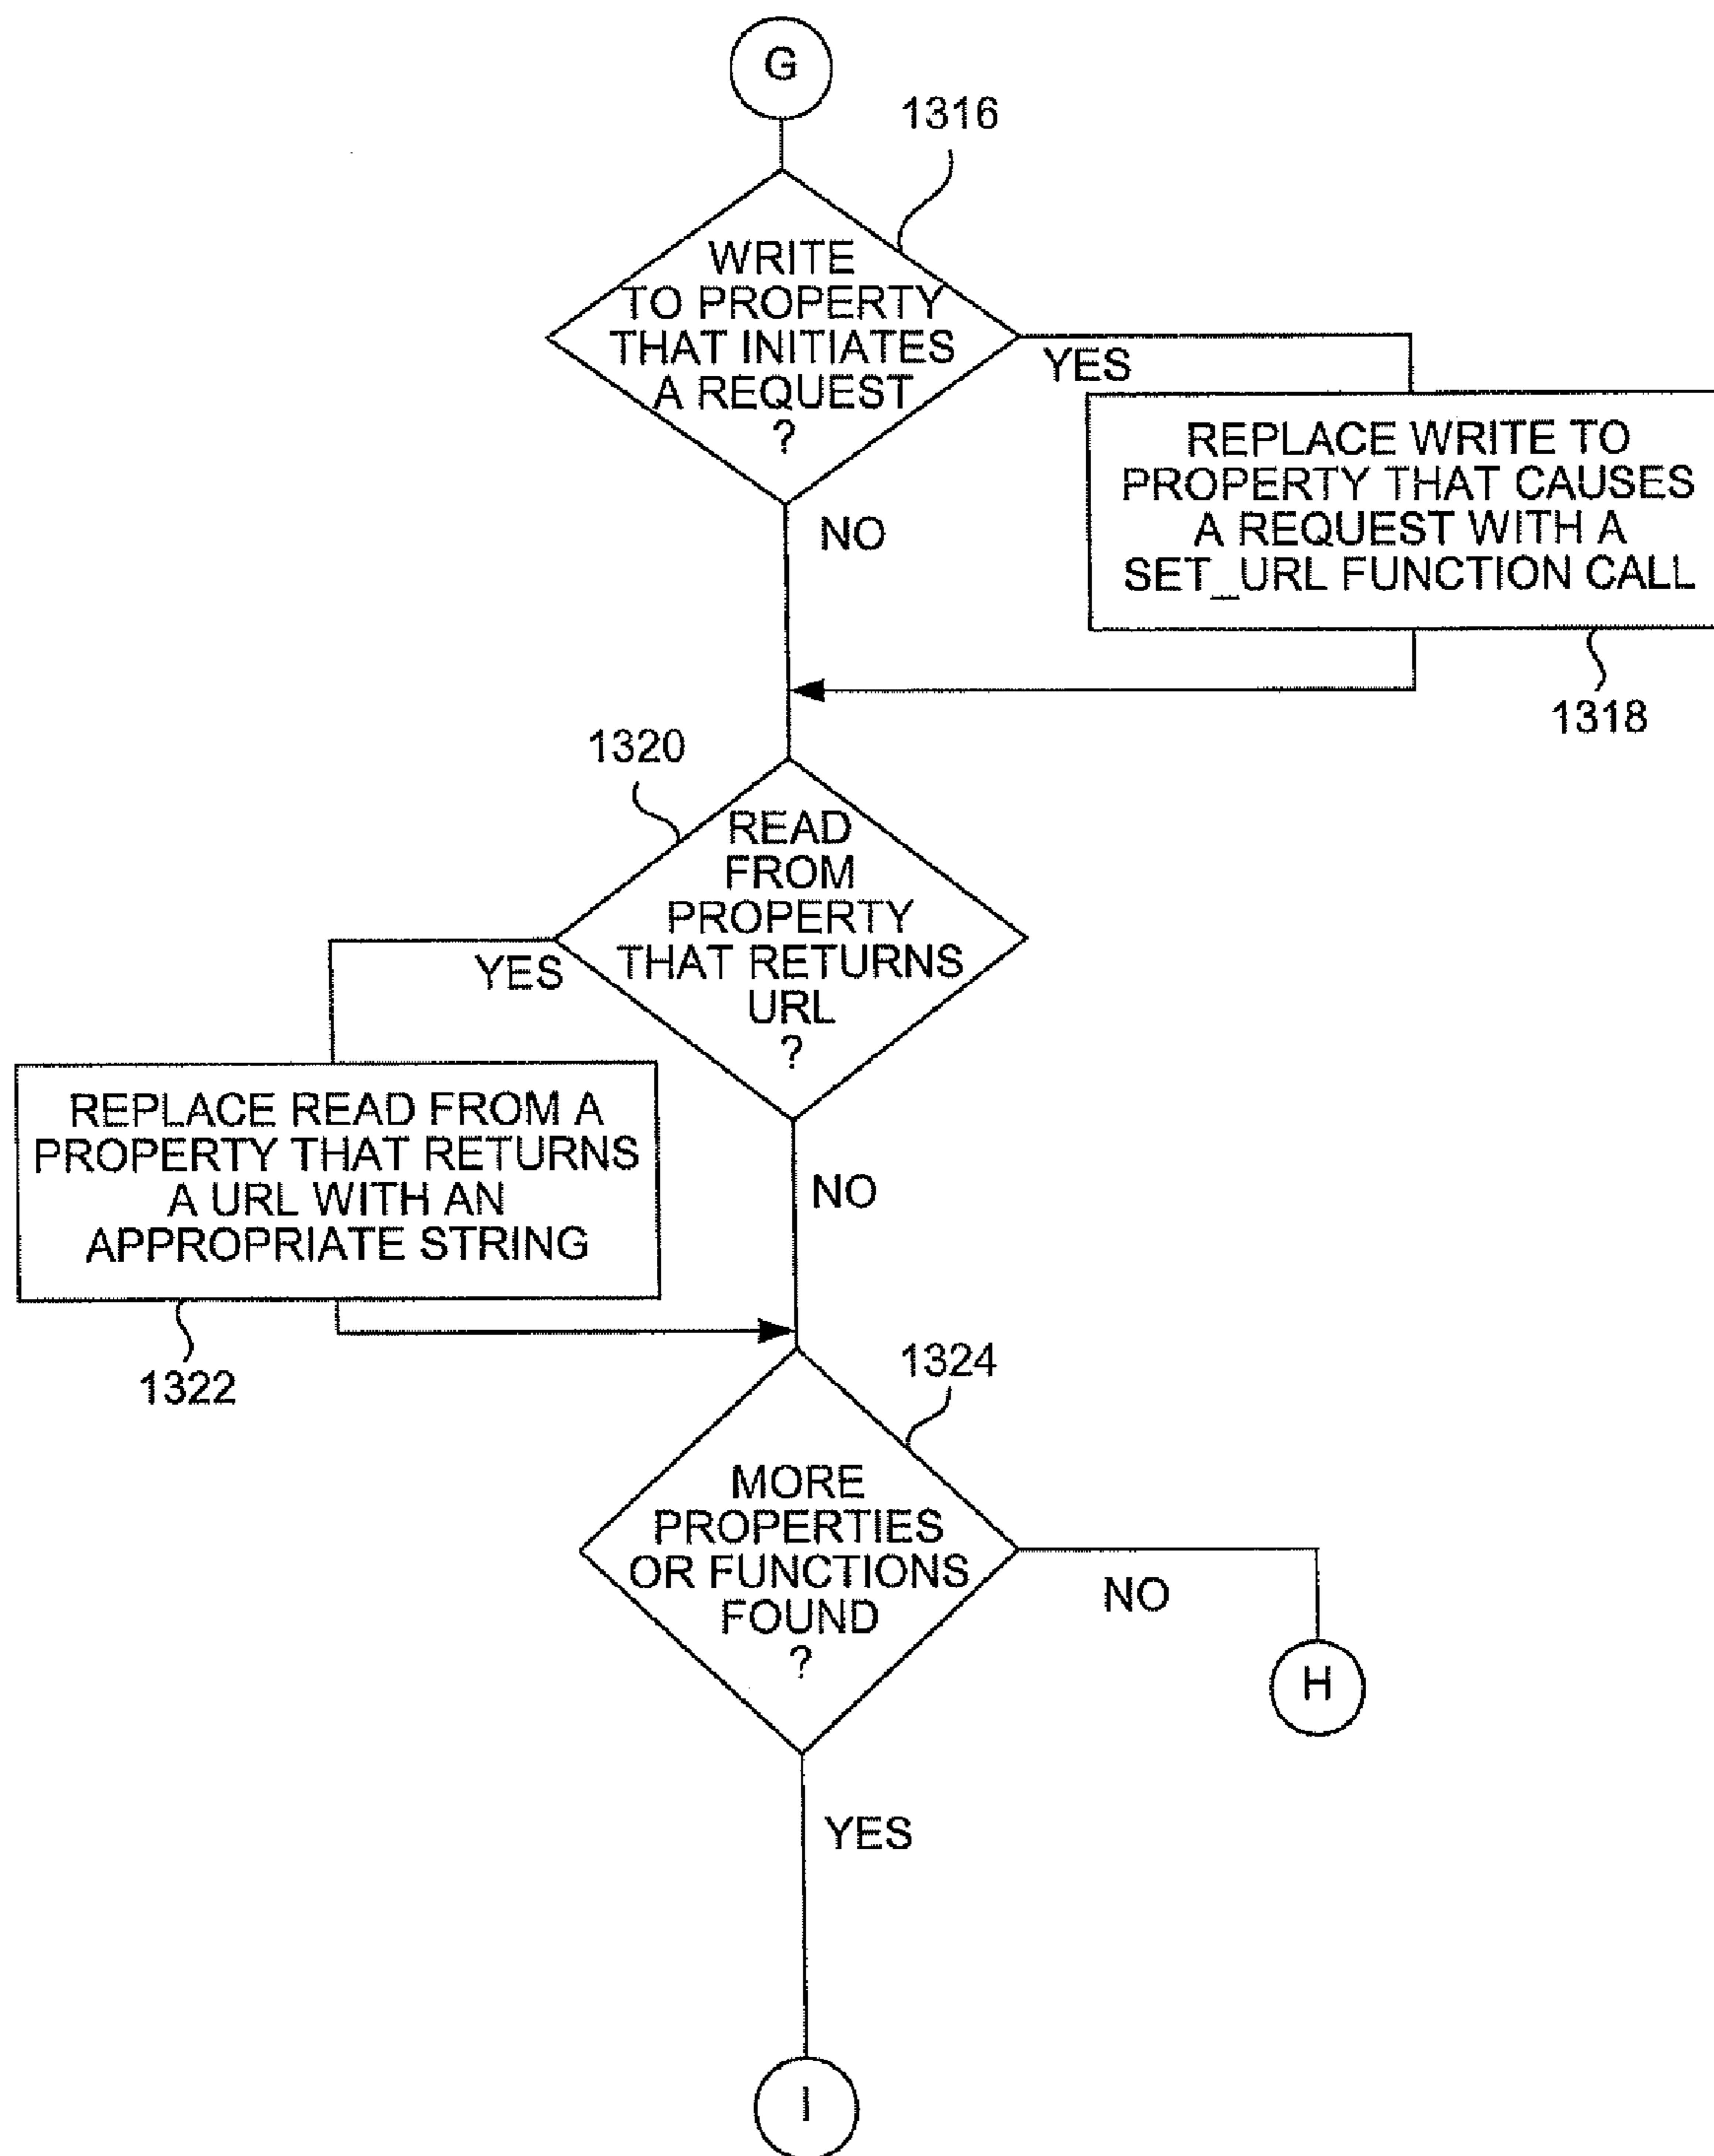 G
1316
WRITE
TO PROPERTY
THAT INITIATES
A REQUEST
?
YES
REPLACE WRITE TO
PROPERTY THAT CAUSES
A REQUEST WITH A
SET_URL FUNCTION CALL
NO
1318
1320
READ
FROM
PROPERTY
THAT RETURNS
URL
?
YES
REPLACE READ FROM A
PROPERTY THAT RETURNS
A URL WITH AN
APPROPRIATE STRING
NO
1322
1324
MORE
PROPERTIES
OR FUNCTIONS
FOUND
?
NO
H
YES
I